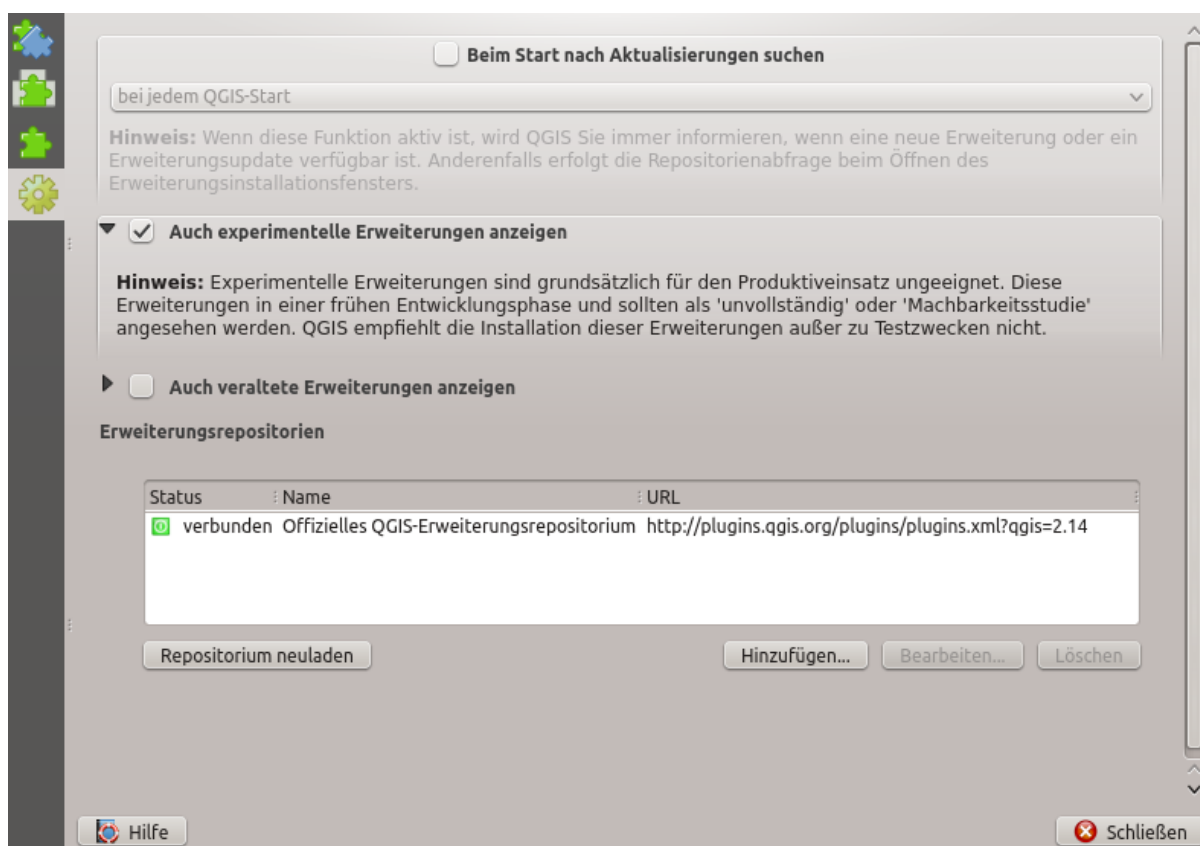 Beim Start nach Aktualisierungen suchen
bei jedem QGIS-Start
Hinweis: Wenn diese Funktion aktiv ist, wird QGIS Sie immer informieren, wenn eine neue Erweiterung oder ein
Erweiterungsupdate verfügbar ist. Anderenfalls erfolgt die Repositorienabfrage beim Öffnen des
Erweiterungsinstallationsfensters.
Auch experimentelle Erweiterungen anzeigen
Hinweis: Experimentelle Erweiterungen sind grundsätzlich für den Produktiveinsatz ungeeignet. Diese
Erweiterungen in einer frühen Entwicklungsphase und sollten als 'unvollständig' oder 'Machbarkeitsstudie'
angesehen werden. QGIS empfiehlt die Installation dieser Erweiterungen außer zu Testzwecken nicht.
Auch veraltete Erweiterungen anzeigen
Erweiterungsrepositorien
Status Name URL
verbunden Offizielles QGIS-Erweiterungsrepositorium http://plugins.qgis.org/plugins/plugins.xml?qgis=2.14
Repositorium neuladen Hinzufügen... Bearbeiten... Löschen
Hilfe Schließen